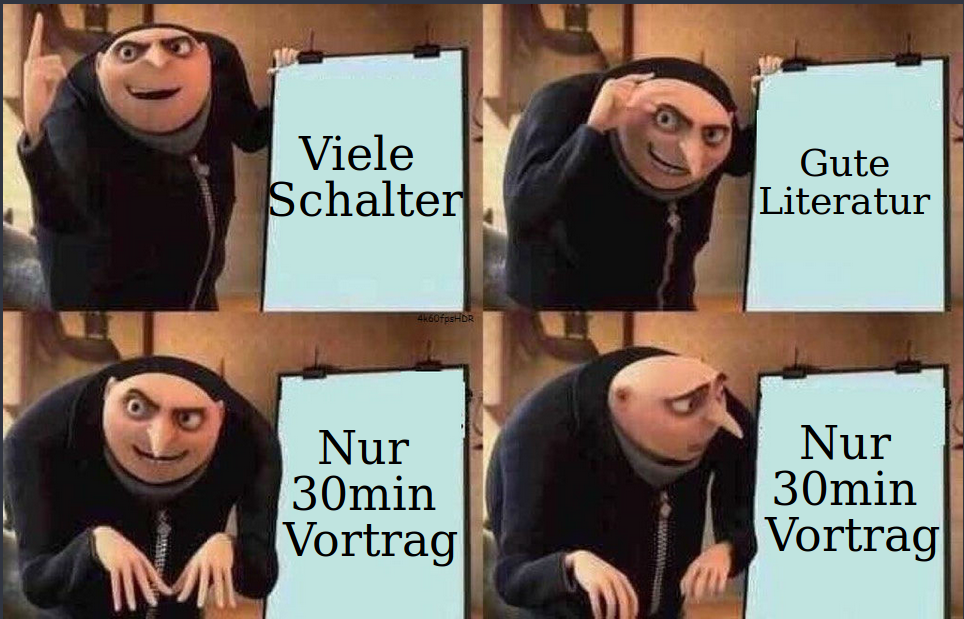 Viele
Schalter
Gute
Literatur
4k60fpsHDR
Nur
30min
Vortrag
Nur
30min
Vortrag